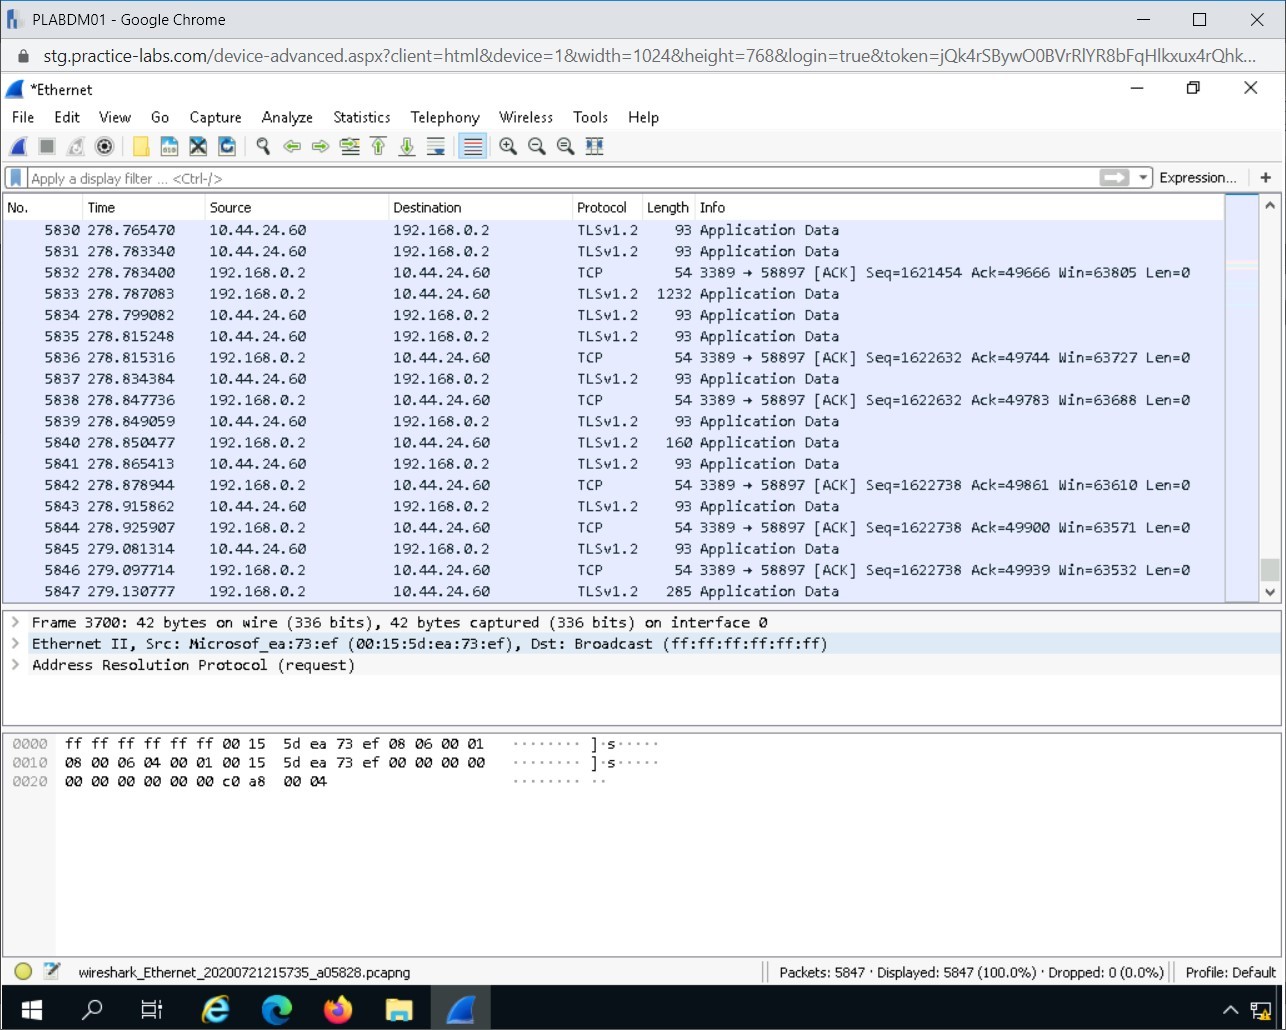 PLABDM01 - Google Chrome
stg.practice-labs.com/device-advanced.aspx?client=html&device=1&width=1024&height=768&login=true&token=jQk4rSBywO0BVrRlYR8bFqHlkxux4rQhk...
*Ethernet
File Edit View Go Capture Analyze Statistics Telephony Wireless Tools Help
Apply a display filter ... <Ctrl-/> Expression... +
No. Time Source Destination Protocol Length Info
5830 278.765470 10.44.24.60 192.168.0.2 TLSv1.2 93 Application Data
5831 278.783340 10.44.24.60 192.168.0.2 TLSv1.2 93 Application Data
5832 278.783400 192.168.0.2 10.44.24.60 TCP 54 3389 → 58897 [ACK] Seq=1621454 Ack=49666 Win=63805 Len=0
5833 278.787083 192.168.0.2 10.44.24.60 TLSv1.2 1232 Application Data
5834 278.799082 10.44.24.60 192.168.0.2 TLSv1.2 93 Application Data
5835 278.815248 10.44.24.60 192.168.0.2 TLSv1.2 93 Application Data
5836 278.815316 192.168.0.2 10.44.24.60 TCP 54 3389 → 58897 [ACK] Seq=1622632 Ack=49744 Win=63727 Len=0
5837 278.834384 10.44.24.60 192.168.0.2 TLSv1.2 93 Application Data
5838 278.847736 192.168.0.2 10.44.24.60 TCP 54 3389 → 58897 [ACK] Seq=1622632 Ack=49783 Win=63688 Len=0
5839 278.849059 10.44.24.60 192.168.0.2 TLSv1.2 93 Application Data
5840 278.850477 192.168.0.2 10.44.24.60 TLSv1.2 160 Application Data
5841 278.865413 10.44.24.60 192.168.0.2 TLSv1.2 93 Application Data
5842 278.878944 192.168.0.2 10.44.24.60 TCP 54 3389 → 58897 [ACK] Seq=1622738 Ack=49861 Win=63610 Len=0
5843 278.915862 10.44.24.60 192.168.0.2 TLSv1.2 93 Application Data
5844 278.925907 192.168.0.2 10.44.24.60 TCP 54 3389 → 58897 [ACK] Seq=1622738 Ack=49900 Win=63571 Len=0
5845 279.081314 10.44.24.60 192.168.0.2 TLSv1.2 93 Application Data
5846 279.097714 192.168.0.2 10.44.24.60 TCP 54 3389 → 58897 [ACK] Seq=1622738 Ack=49939 Win=63532 Len=0
5847 279.130777 192.168.0.2 10.44.24.60 TLSv1.2 285 Application Data
Frame 3700: 42 bytes on wire (336 bits), 42 bytes captured (336 bits) on interface 0
Ethernet II, Src: Microsof_ea:73:ef (00:15:5d:ea:73:ef), Dst: Broadcast (ff:ff:ff:ff:ff:ff)
Address Resolution Protocol (request)
0000 ff ff ff ff ff ff 00 15 5d ea 73 ef 08 06 00 01 ········ ]·s·····
0010 08 00 06 04 00 01 00 15 5d ea 73 ef 00 00 00 00 ········ ]·s·····
0020 00 00 00 00 00 00 c0 a8 00 04 ········ ··
wireshark_Ethernet_20200721215735_a05828.pcapng Packets: 5847 · Displayed: 5847 (100.0%) · Dropped: 0 (0.0%) Profile: Default